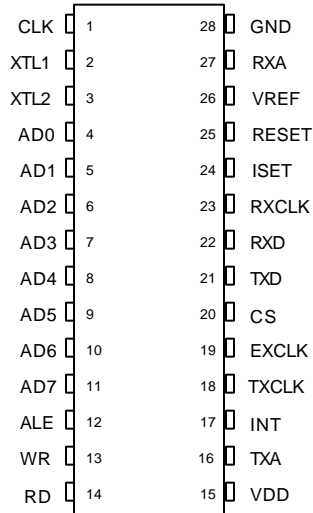 CLK 1 28 GND
XTL1 2 27 RXA
XTL2 3 26 VREF
AD0 4 25 RESET
AD1 5 24 ISET
AD2 6 23 RXCLK
AD3 7 22 RXD
AD4 8 21 TXD
AD5 9 20 CS
AD6 10 19 EXCLK
AD7 11 18 TXCLK
ALE 12 17 INT
WR 13 16 TXA
RD 14 15 VDD